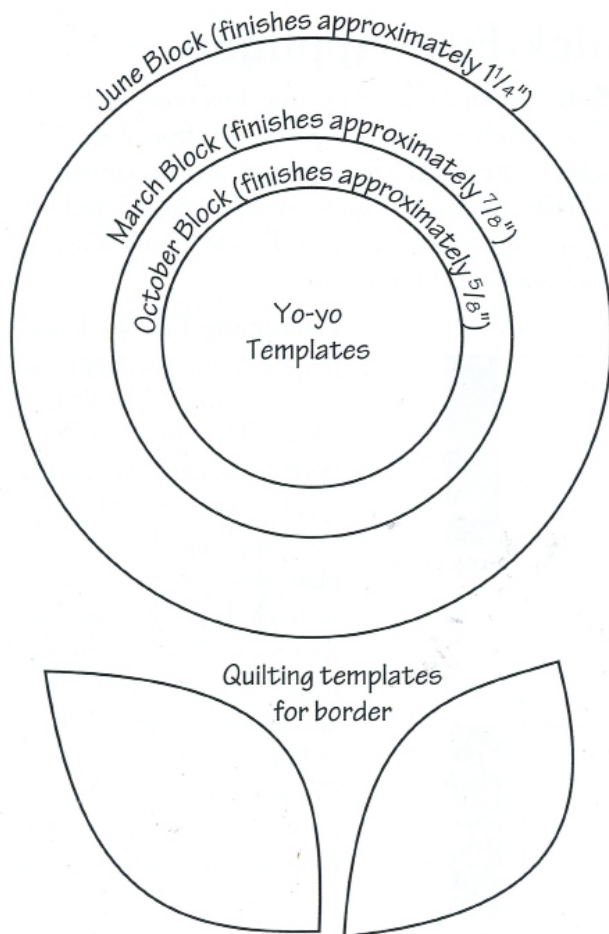 June Block (finishes approximately 1¼")
March Block (finishes approximately ⅞")
October Block (finishes approximately ⅝")
Yo-yo
Templates
Quilting templates
for border